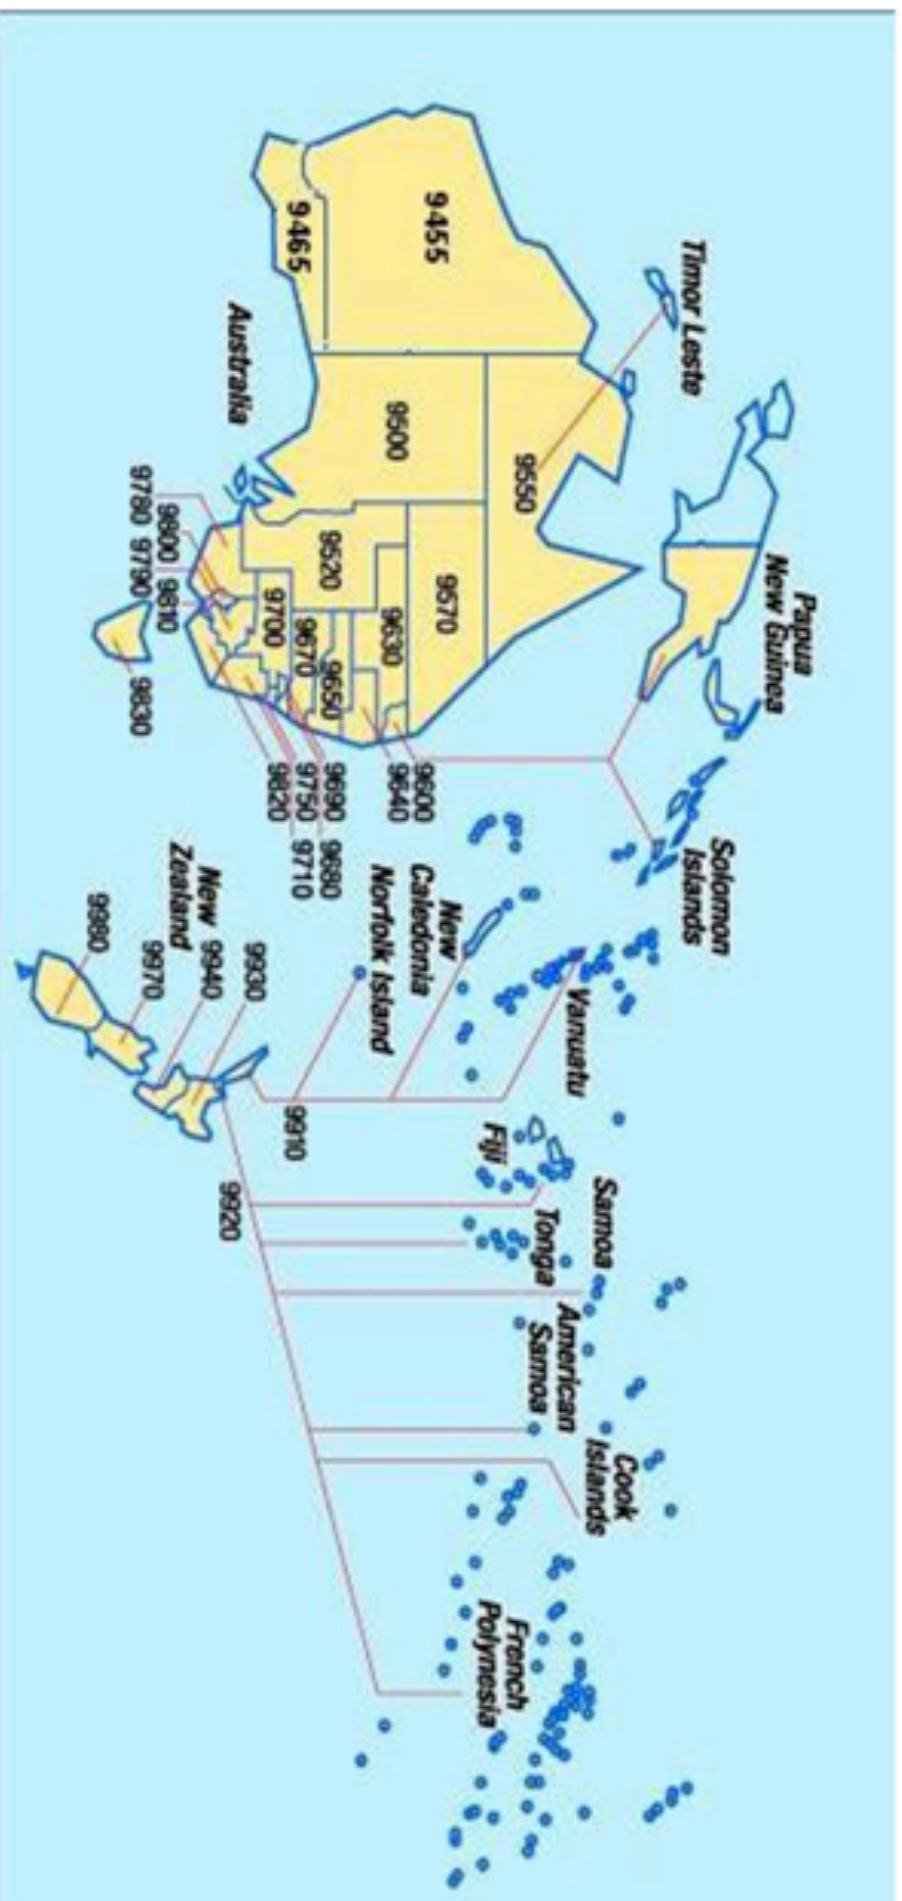 Timor Leste
Papua
New Guinea
Solomon
Islands
Vanuatu
Samoa
American
Samoa
Cook
Islands
Fiji
Tonga
French
Polynesia
New
Caledonia
Norfolk Island
Australia
New
Zealand
9455
9465
9500
9550
9570
9520
9630
9650
9670
9700
9600
9640
9690
9680
9750
9710
9820
9780
9800
9790
9810
9830
9910
9920
9930
9940
9970
9980